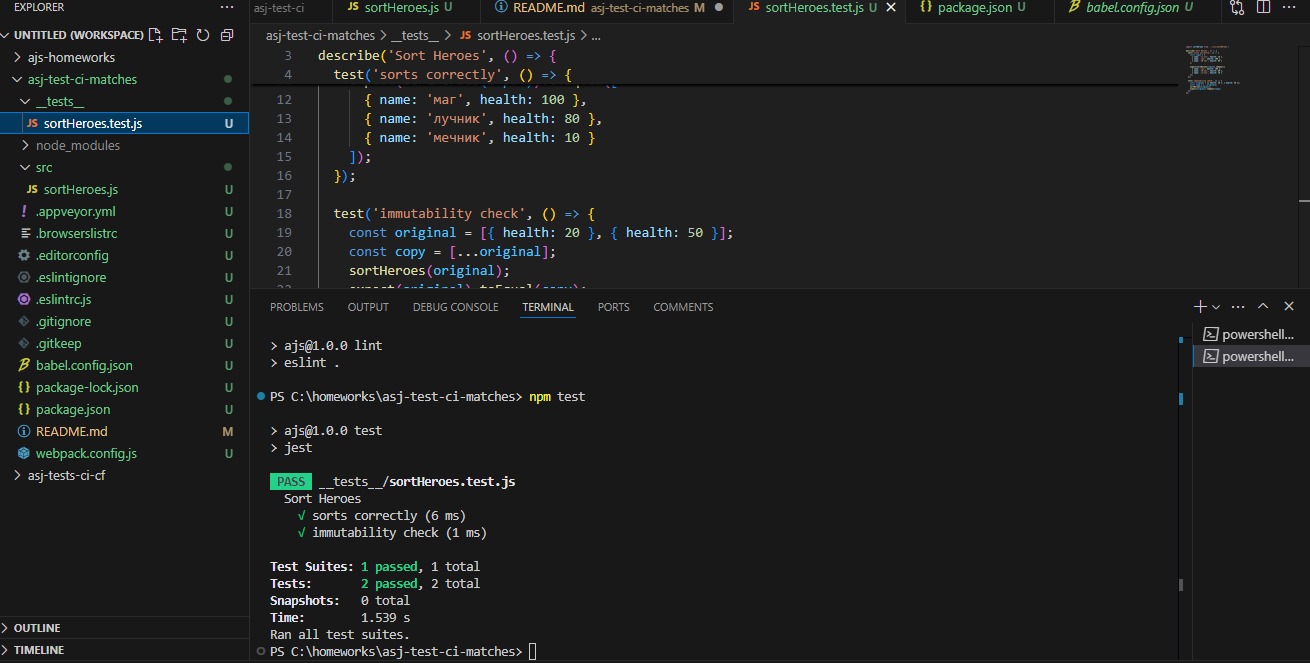 EXPLORER
UNTITLED (WORKSPACE)
ajs-homeworks
asj-test-ci-matches
__tests__
JS sortHeroes.test.js U
node_modules
src
JS sortHeroes.js U
! .appveyor.yml U
.browserslistrc U
.editorconfig U
.eslintignore U
.eslintrc.js U
.gitignore U
.gitkeep U
babel.config.json U
{} package-lock.json U
{} package.json U
README.md M
webpack.config.js U
asj-tests-ci-cf
OUTLINE
TIMELINE
asj-test-ci JS sortHeroes.js U README.md asj-test-ci-matches M JS sortHeroes.test.js U {} package.json U babel.config.json U
asj-test-ci-matches > __tests__ > JS sortHeroes.test.js > ...
3 describe('Sort Heroes', () => {
4 test('sorts correctly', () => {
12 { name: 'маг', health: 100 },
13 { name: 'лучник', health: 80 },
14 { name: 'мечник', health: 10 }
15 ]);
16 });
17
18 test('immutability check', () => {
19 const original = [{ health: 20 }, { health: 50 }];
20 const copy = [...original];
21 sortHeroes(original);
PROBLEMS OUTPUT DEBUG CONSOLE TERMINAL PORTS COMMENTS
> ajs@1.0.0 lint
> eslint .
PS C:\homeworks\asj-test-ci-matches> npm test
> ajs@1.0.0 test
> jest
PASS __tests__/sortHeroes.test.js
Sort Heroes
√ sorts correctly (6 ms)
√ immutability check (1 ms)
Test Suites: 1 passed, 1 total
Tests: 2 passed, 2 total
Snapshots: 0 total
Time: 1.539 s
Ran all test suites.
PS C:\homeworks\asj-test-ci-matches>
powershell...
powershell...